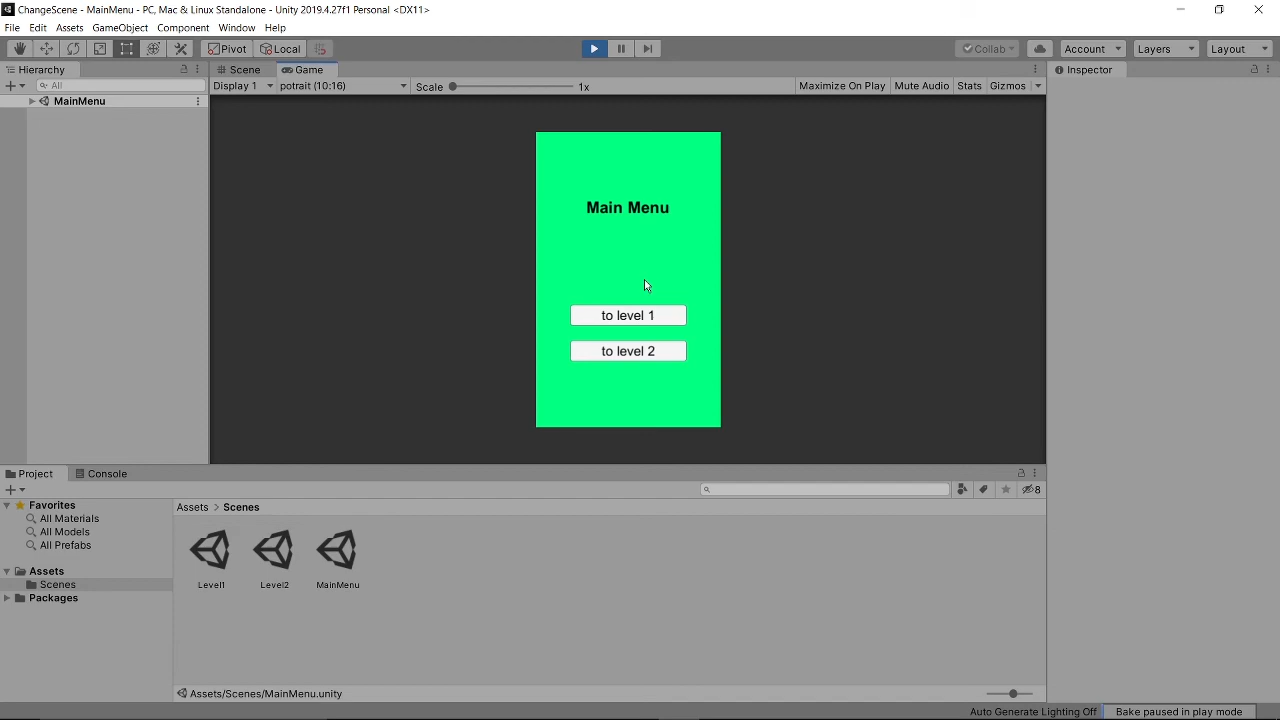 ChangeScene - MainMenu - PC, Mac & Linux Standalone - Unity 2019.4.27f1 Personal <DX11>
File Edit Assets GameObject Component Window Help
Pivot Local Collab Account Layers Layout
Hierarchy Scene Game Inspector
All Display 1 potrait (10:16) Scale 1x Maximize On Play Mute Audio Stats Gizmos
MainMenu
Main Menu
to level 1
to level 2
Project Console
8
Favorites Assets > Scenes
All Materials
All Models
All Prefabs
Assets
Scenes Level1 Level2 MainMenu
Packages
Assets/Scenes/MainMenu.unity
Auto Generate Lighting Off Bake paused in play mode